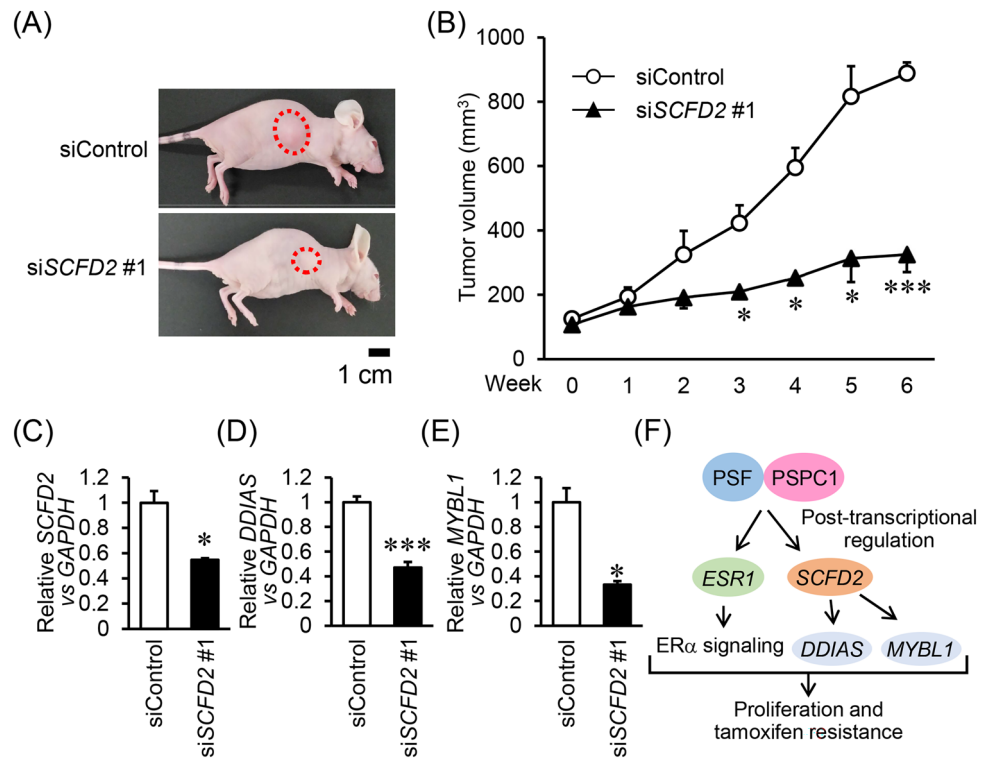 (A)
siControl
siSCFD2 #1
1 cm
(B)
Tumor volume (mm³)
1000
800
600
400
200
0
siControl
siSCFD2 #1
*
*
*
***
Week
0 1 2 3 4 5 6
(C)
Relative SCFD2
vs GAPDH
1.2
1
0.8
0.6
0.4
0.2
0
*
siControl
siSCFD2 #1
(D)
Relative DDIAS
vs GAPDH
1.2
1
0.8
0.6
0.4
0.2
0
***
siControl
siSCFD2 #1
(E)
Relative MYBL1
vs GAPDH
1.2
1
0.8
0.6
0.4
0.2
0
*
siControl
siSCFD2 #1
(F)
PSF PSPC1
Post-transcriptional
regulation
ESR1 SCFD2
ERα signaling DDIAS MYBL1
Proliferation and
tamoxifen resistance